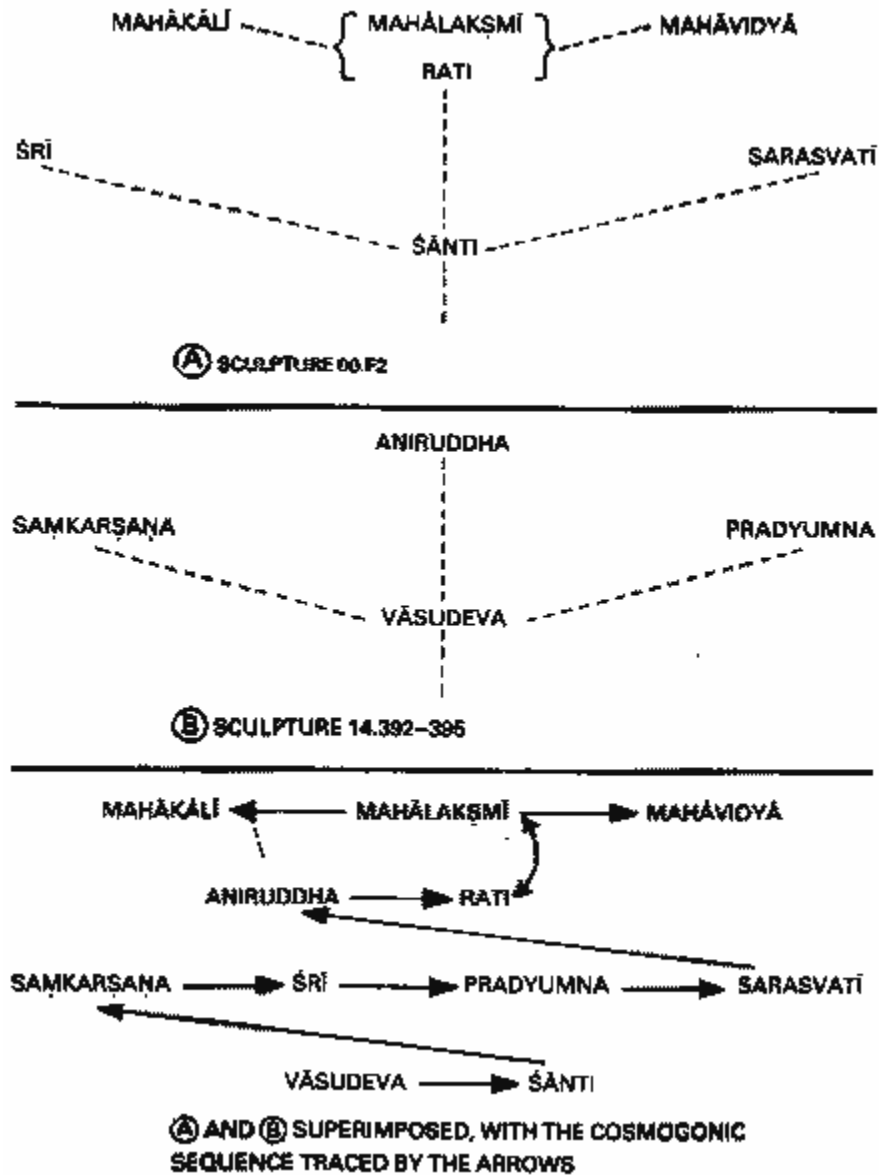 MAHĀKĀLĪ { MAHĀLAKṢMĪ } MAHĀVIDYĀ
RATI
ŚRĪ SARASVATĪ
ŚĀNTI
Ⓐ SCULPTURE 00.F2
ANIRUDDHA
SAṂKARṢAṆA PRADYUMNA
VĀSUDEVA
Ⓑ SCULPTURE 14.392–395
MAHĀKĀLĪ MAHĀLAKṢMĪ MAHĀVIDYĀ
ANIRUDDHA RATI
SAṂKARṢAṆA ŚRĪ PRADYUMNA SARASVATĪ
VĀSUDEVA ŚĀNTI
Ⓐ AND Ⓑ SUPERIMPOSED, WITH THE COSMOGONIC
SEQUENCE TRACED BY THE ARROWS